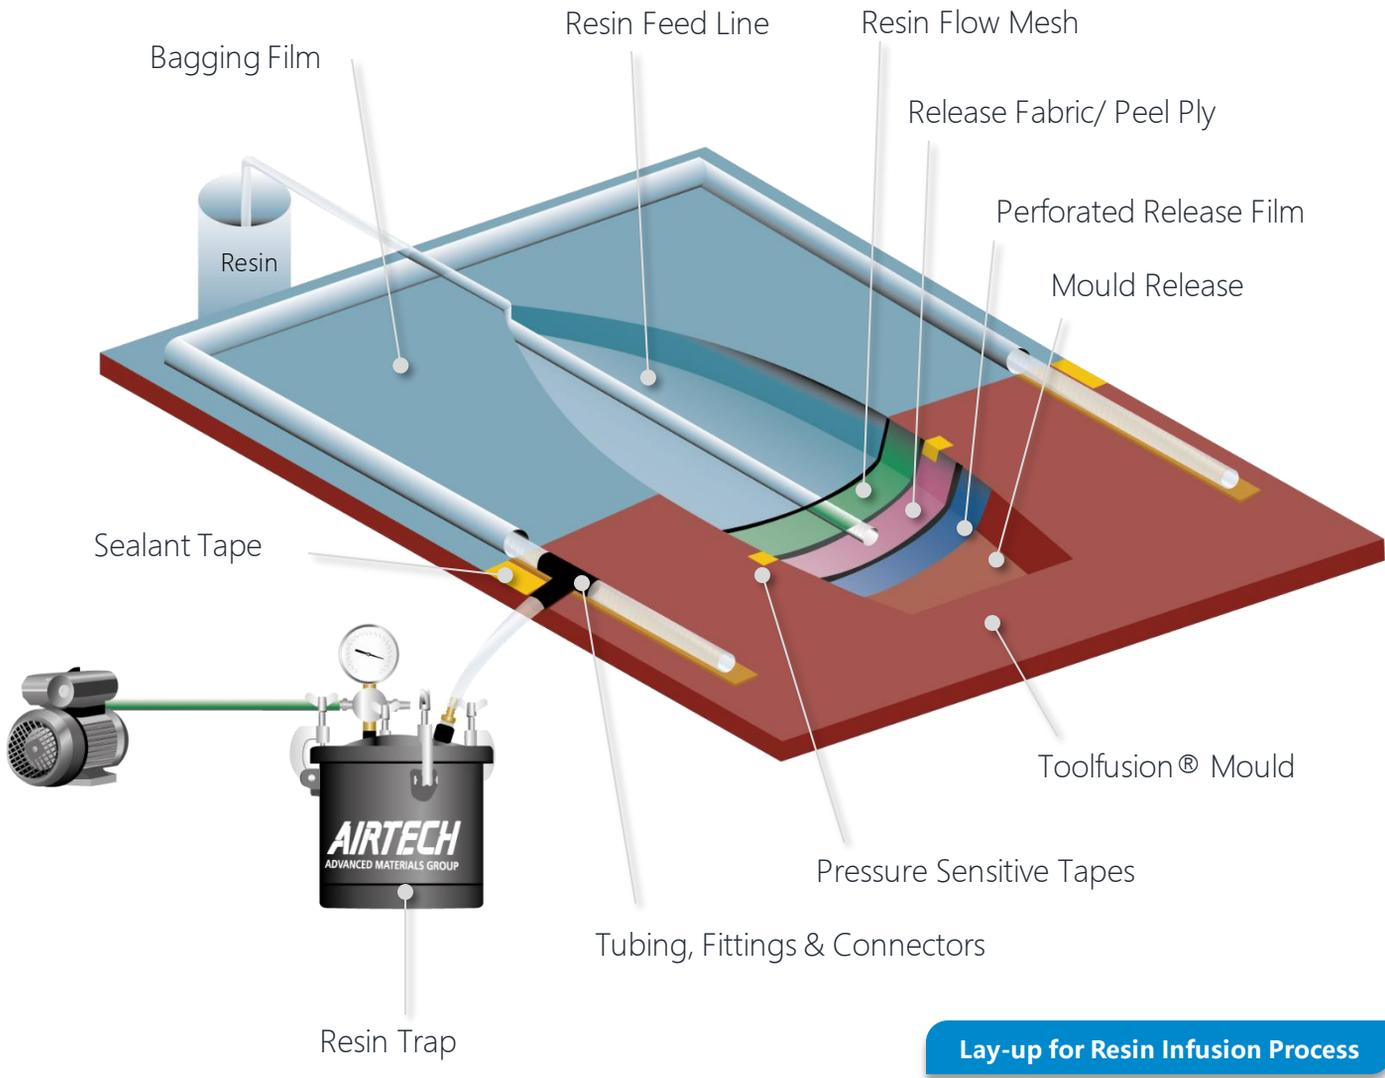 Resin Feed Line
Resin Flow Mesh
Bagging Film
Release Fabric/ Peel Ply
Perforated Release Film
Resin
Mould Release
Sealant Tape
Toolfusion® Mould
AIRTECH
ADVANCED MATERIALS GROUP
Pressure Sensitive Tapes
Tubing, Fittings & Connectors
Resin Trap
Lay-up for Resin Infusion Process